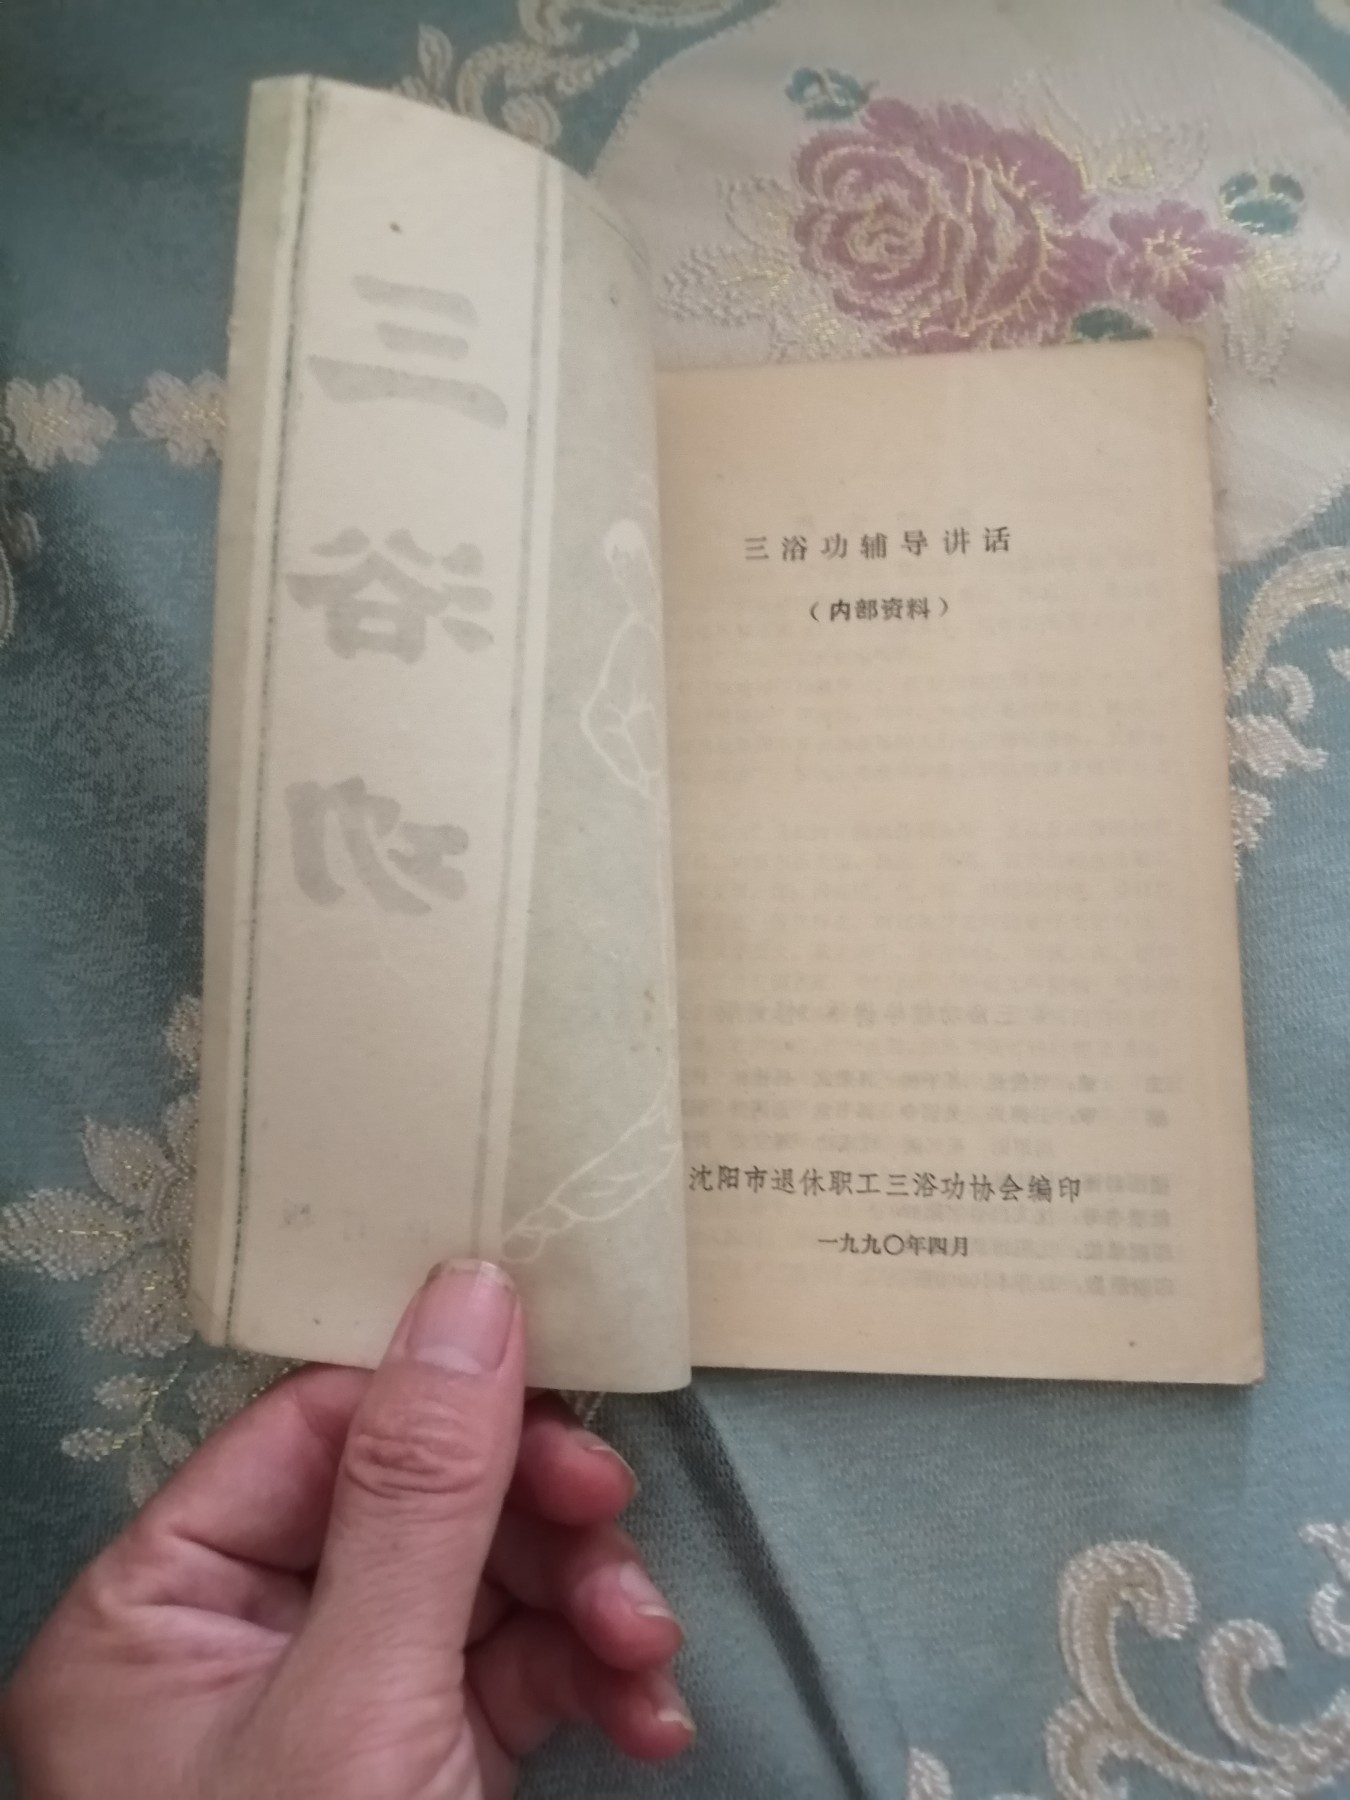 三浴功
三浴功辅导讲话
（内部资料）
沈阳市退休职工三浴功协会编印
一九九〇年四月